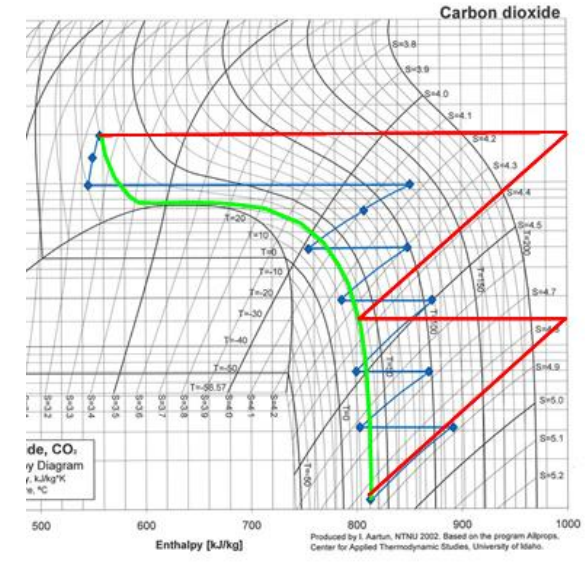 Carbon dioxide
S=3.8
S=3.9
S=4.0
S=4.1
S=4.2
S=4.3
S=4.4
S=4.5
T=200
T=150
S=4.7
T=20
T=10
T=0
T=-10
T=-20
T=-30
T=-40
T=-50
T=-56.57
S=4.9
S=5.0
S=5.1
S=5.2
S=3.2
S=3.3
S=3.4
S=3.5
S=3.6
S=3.7
S=3.8
S=3.9
S=4.0
S=4.1
S=4.2
T=0
T=-50
de, CO₂
y Diagram
y, kJ/kg*K
e, ºC
500 600 700 800 900 1000
Enthalpy [kJ/kg]
Produced by I. Aartun, NTNU 2002. Based on the program Allprops,
Center for Applied Thermodynamic Studies, University of Idaho.